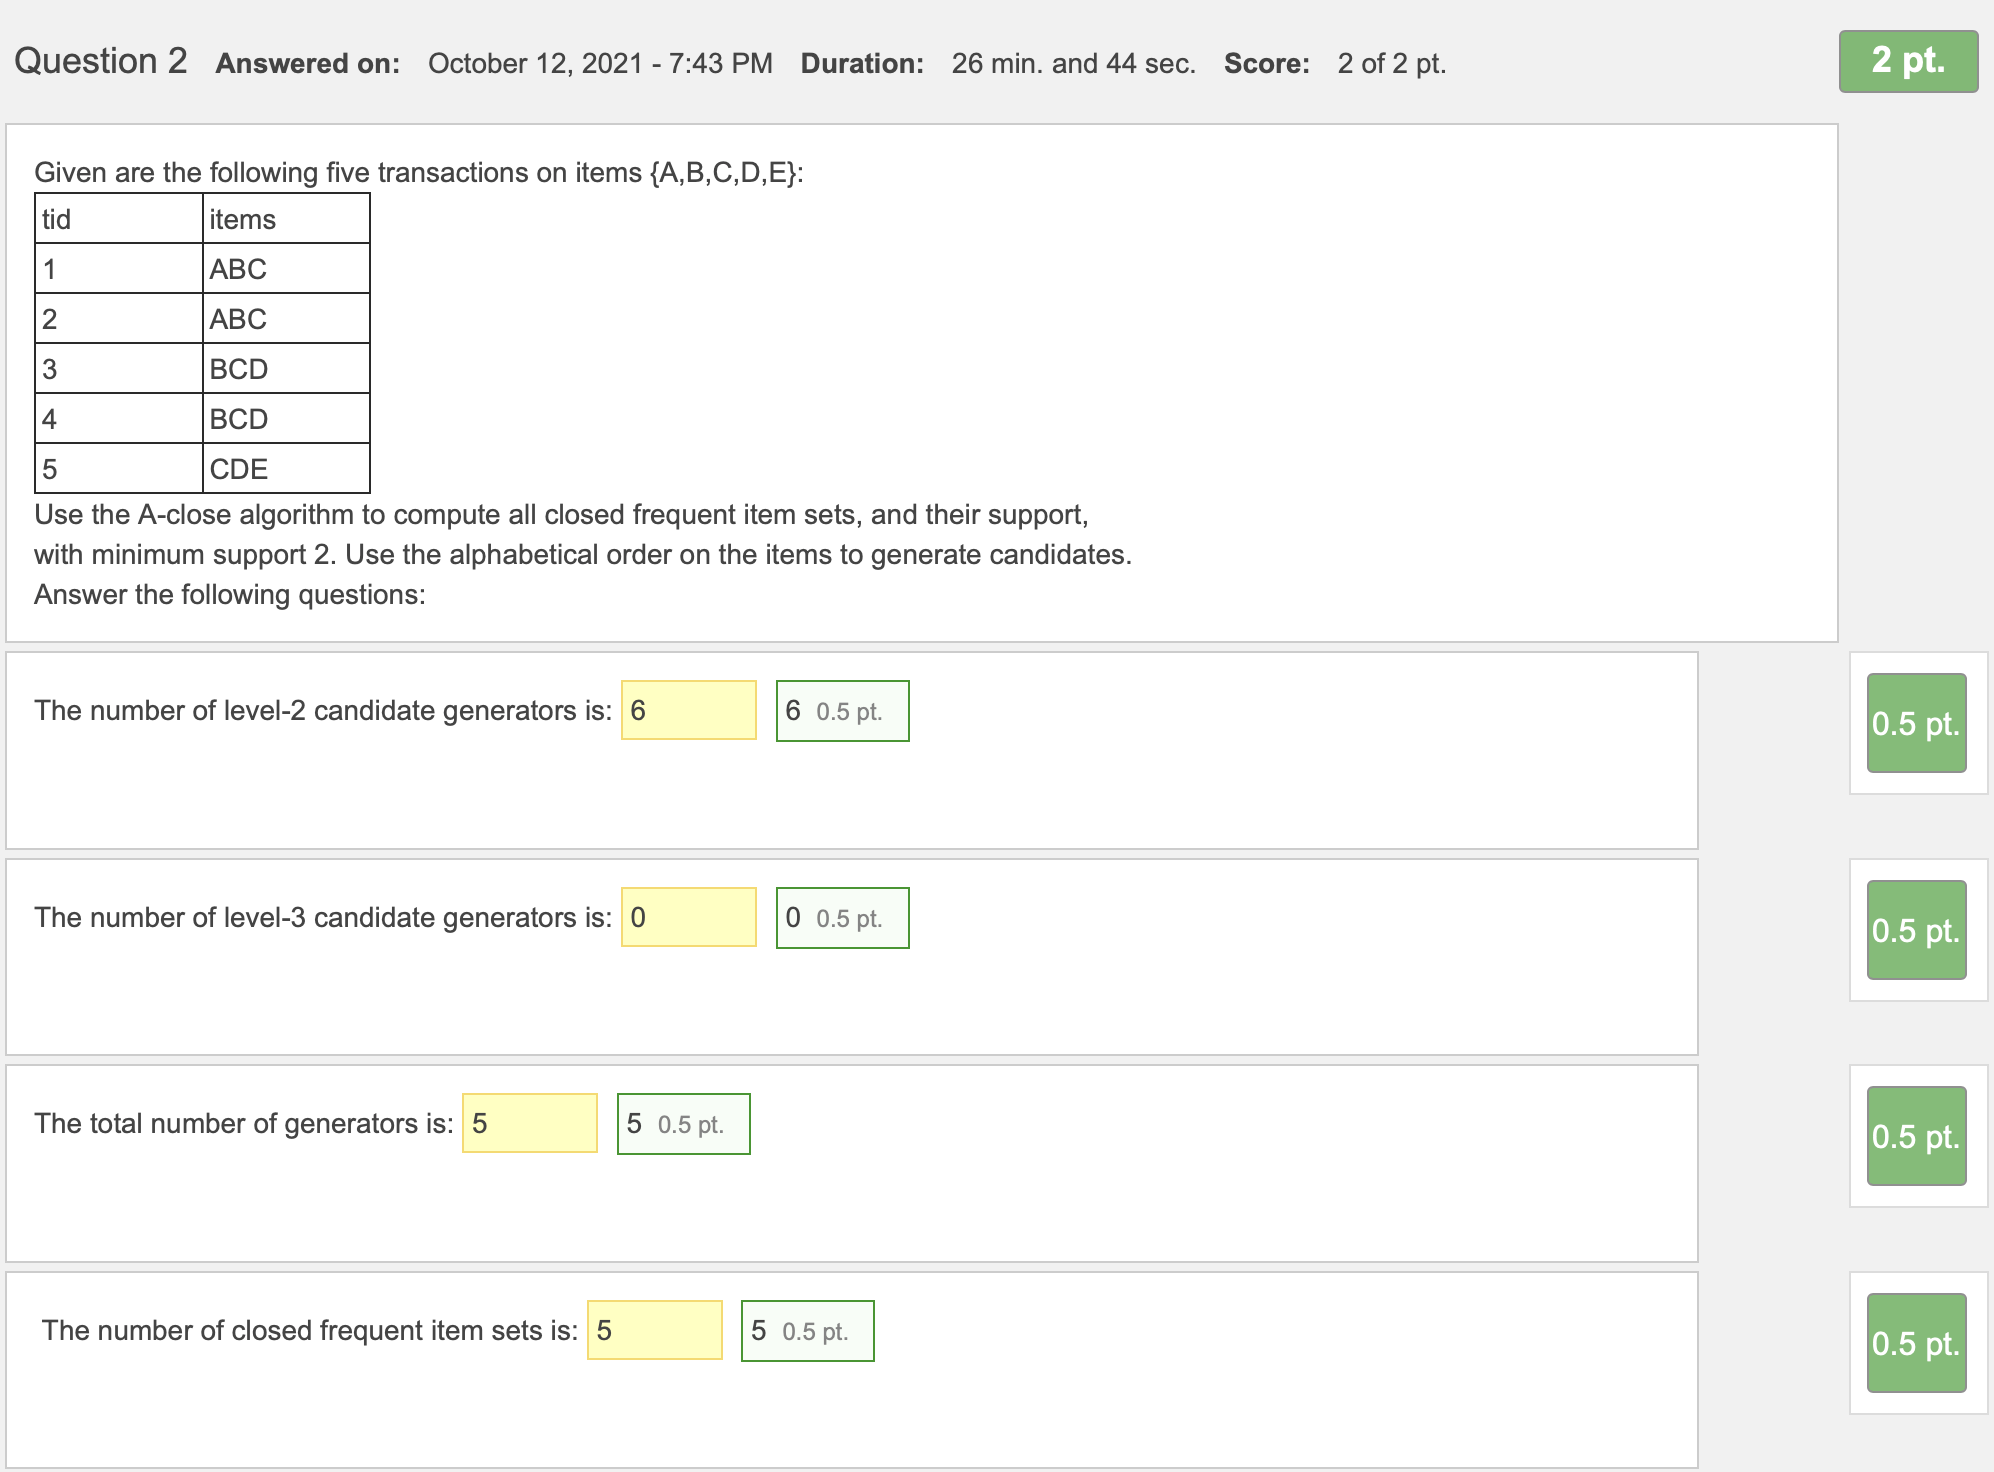 Question 2 Answered on: October 12, 2021 - 7:43 PM Duration: 26 min. and 44 sec. Score: 2 of 2 pt. 2 pt.
Given are the following five transactions on items {A,B,C,D,E}:
tid items
1 ABC
2 ABC
3 BCD
4 BCD
5 CDE
Use the A-close algorithm to compute all closed frequent item sets, and their support,
with minimum support 2. Use the alphabetical order on the items to generate candidates.
Answer the following questions:
The number of level-2 candidate generators is: 6 6 0.5 pt. 0.5 pt.
The number of level-3 candidate generators is: 0 0 0.5 pt. 0.5 pt.
The total number of generators is: 5 5 0.5 pt. 0.5 pt.
The number of closed frequent item sets is: 5 5 0.5 pt. 0.5 pt.